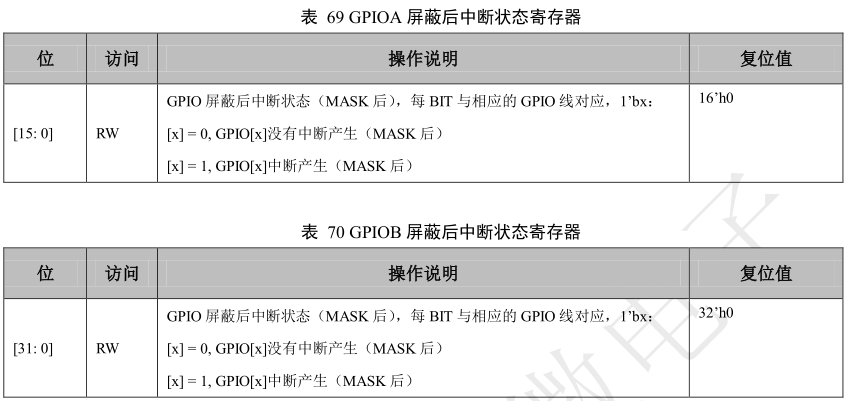 表 69 GPIOA 屏蔽后中断状态寄存器
位 访问 操作说明 复位值
[15: 0] RW GPIO 屏蔽后中断状态（MASK 后），每 BIT 与相应的 GPIO 线对应，1’bx： 16’h0
[x] = 0, GPIO[x]没有中断产生（MASK 后）
[x] = 1, GPIO[x]中断产生（MASK 后）
表 70 GPIOB 屏蔽后中断状态寄存器
位 访问 操作说明 复位值
[31: 0] RW GPIO 屏蔽后中断状态（MASK 后），每 BIT 与相应的 GPIO 线对应，1’bx： 32’h0
[x] = 0, GPIO[x]没有中断产生（MASK 后）
[x] = 1, GPIO[x]中断产生（MASK 后）
微电子